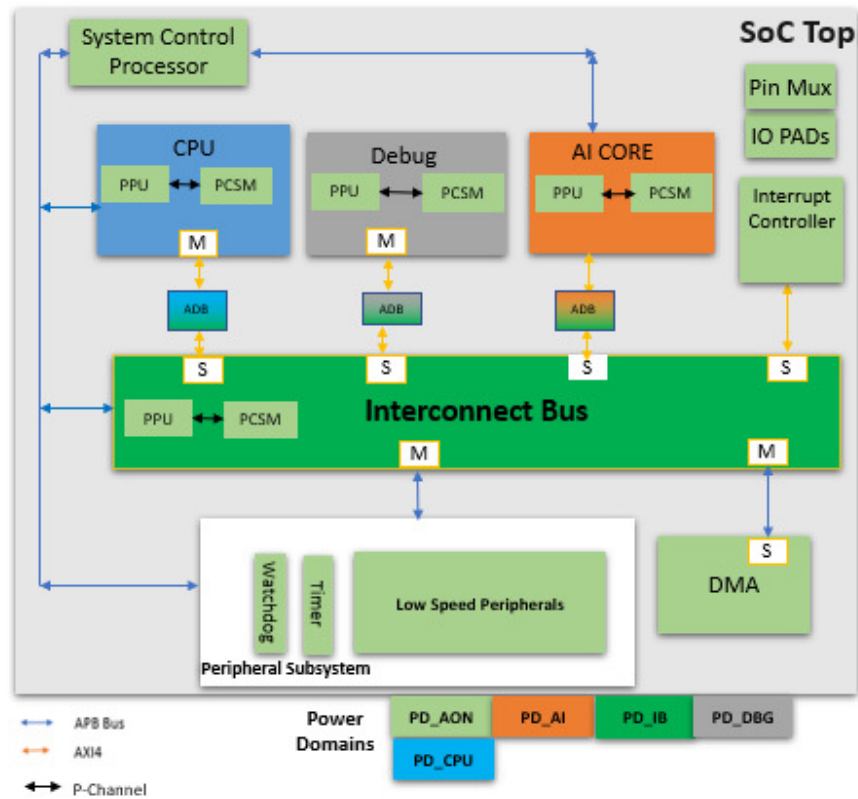 SoC Top
System Control
Processor
Pin Mux
IO PADs
CPU
PPU
PCSM
M
Debug
PPU
PCSM
M
AI CORE
PPU
PCSM
Interrupt
Controller
ADB
ADB
ADB
S
S
S
S
Interconnect Bus
PPU
PCSM
M
M
S
DMA
Watchdog
Timer
Low Speed Peripherals
Peripheral Subsystem
APB Bus
AXI4
P-Channel
Power
Domains
PD_AON
PD_AI
PD_IB
PD_DBG
PD_CPU